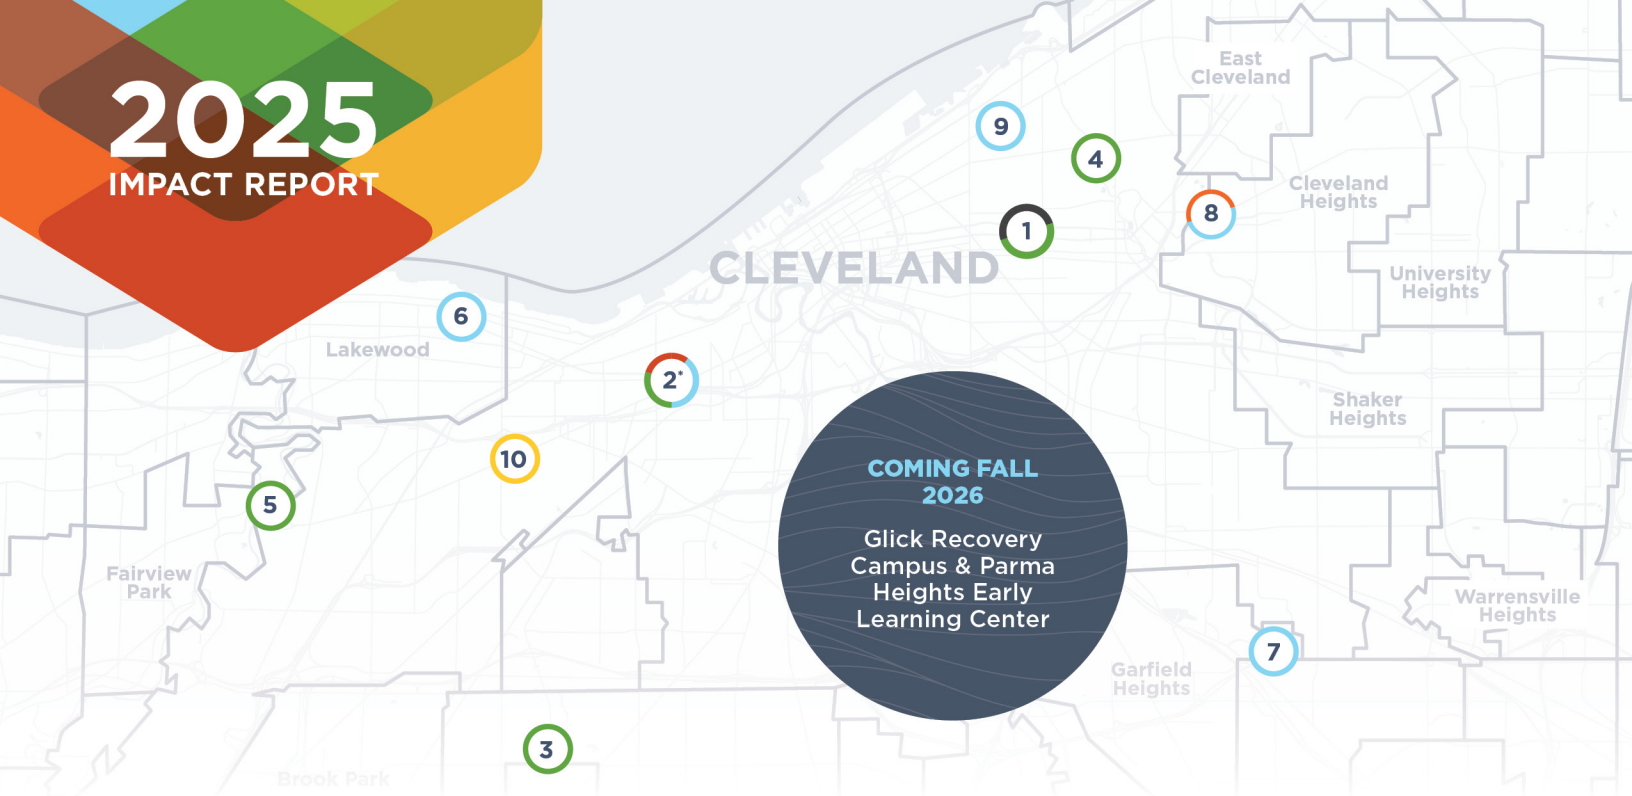 2025
IMPACT REPORT
East
Cleveland
9
4
Cleveland
Heights
8
1
CLEVELAND
University
Heights
6
Lakewood
2*
Shaker
Heights
10
5
COMING FALL
2026
Glick Recovery
Campus & Parma
Heights Early
Learning Center
Fairview
Park
Warrensville
Heights
7
Garfield
Heights
3
Brook Park